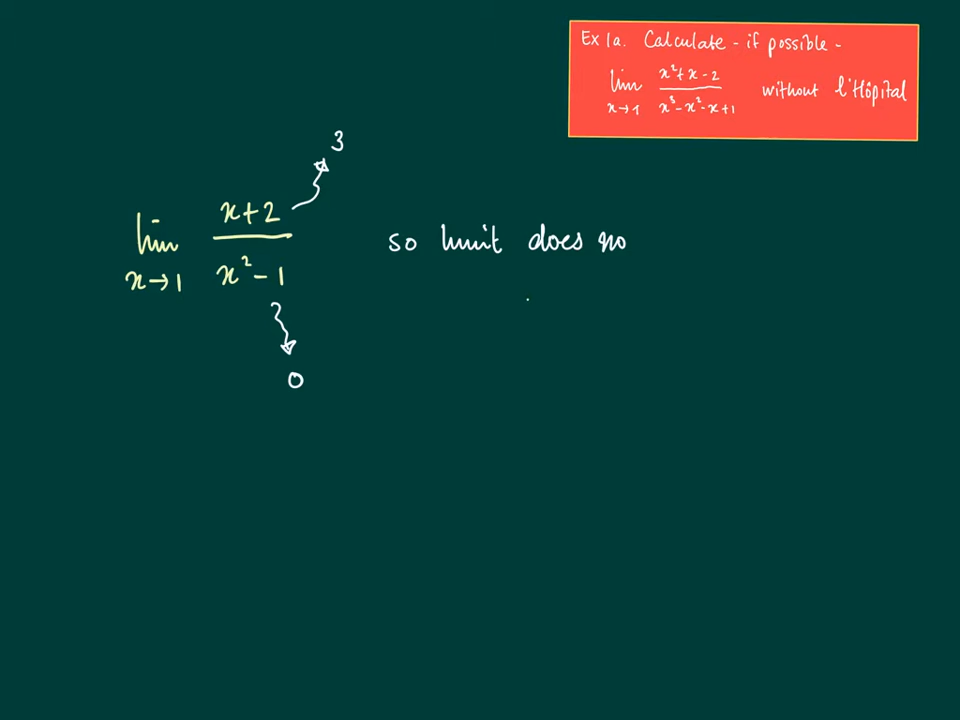 Ex 1a. Calculate - if possible -
lim x→1 (x²+x-2)/(x³-x²-x+1) without l'Hôpital
3
lim x→1 (x+2)/(x²-1) so limit does no
0